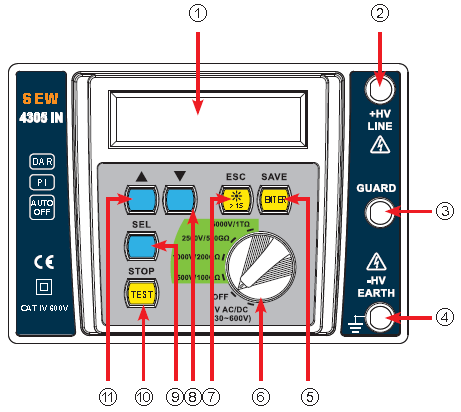 ① ②
SEW
4305 IN
DAR
PI
AUTO
OFF
CE
CAT IV 600V
▲ ▼ ESC SAVE
ENTER
SEL
STOP
TEST
5000V/1TΩ
2500V/500GΩ
1000V/200GΩ
500V/100GΩ
OFF
V AC/DC
(30~600V)
+HV
LINE
GUARD
③
-HV
EARTH
④
⑪ ⑩ ⑨ ⑧ ⑦ ⑥ ⑤